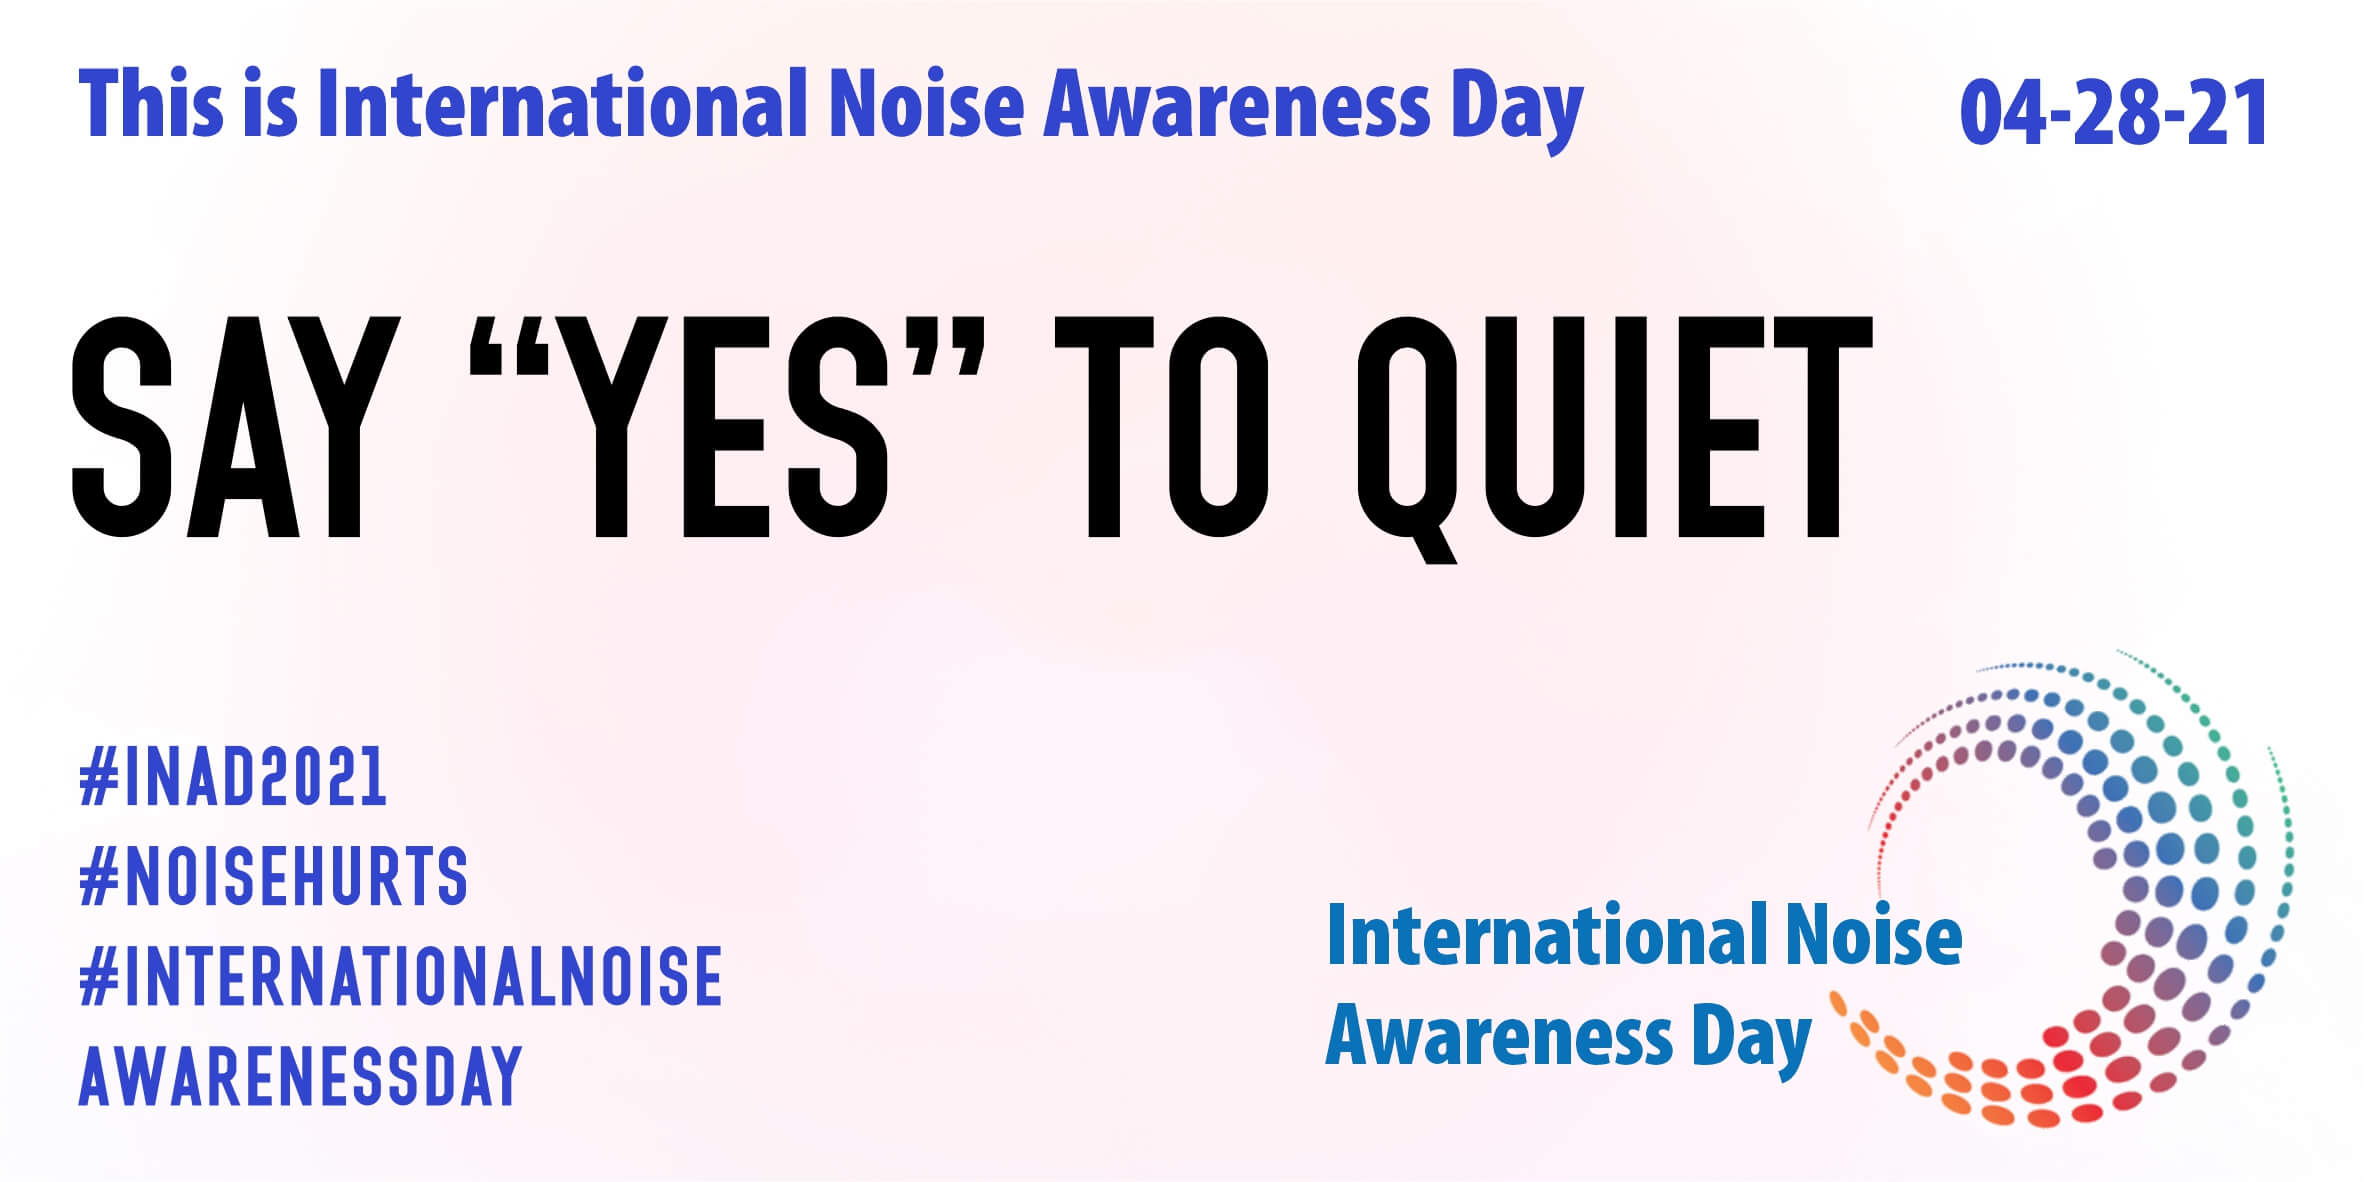 This is International Noise Awareness Day
04-28-21
SAY “YES” TO QUIET
#INAD2021
#NOISEHURTS
#INTERNATIONALNOISE
AWARENESSDAY
International Noise
Awareness Day